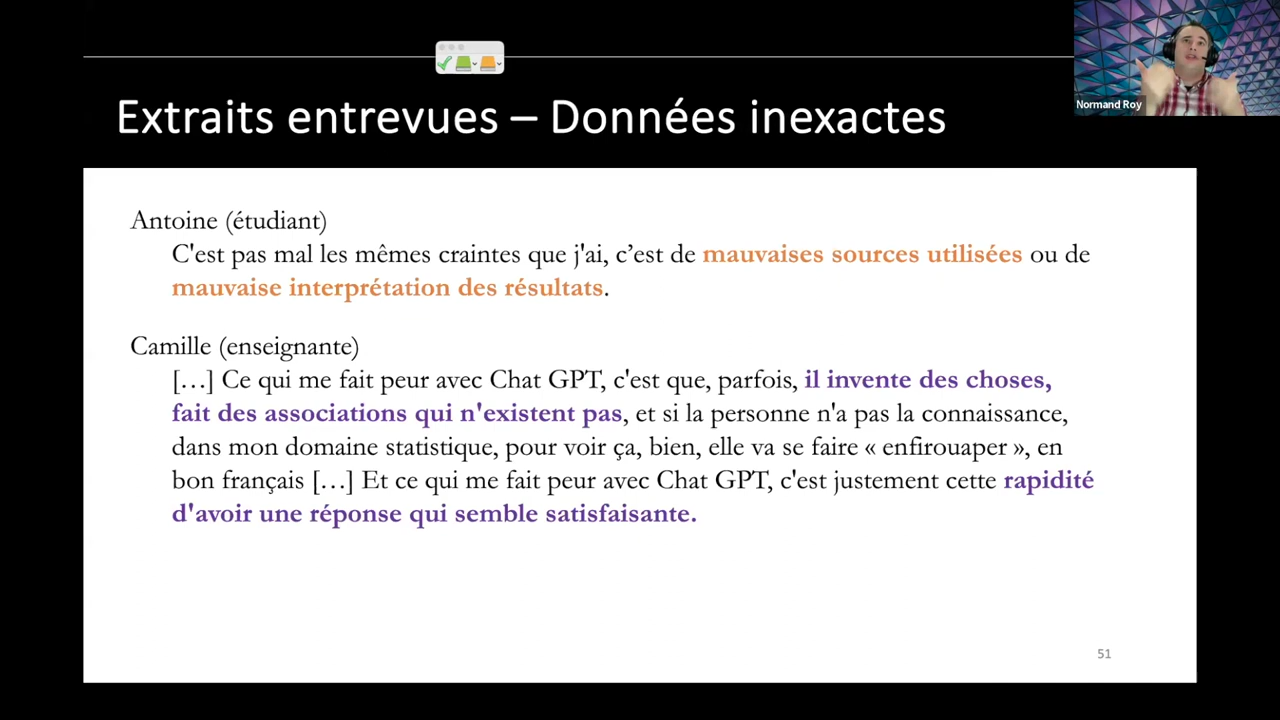 Normand Roy
Extraits entrevues – Données inexactes
Antoine (étudiant)
C'est pas mal les mêmes craintes que j'ai, c’est de mauvaises sources utilisées ou de
mauvaise interprétation des résultats.
Camille (enseignante)
[…] Ce qui me fait peur avec Chat GPT, c'est que, parfois, il invente des choses,
fait des associations qui n'existent pas, et si la personne n'a pas la connaissance,
dans mon domaine statistique, pour voir ça, bien, elle va se faire « enfirouaper », en
bon français […] Et ce qui me fait peur avec Chat GPT, c'est justement cette rapidité
d'avoir une réponse qui semble satisfaisante.
51